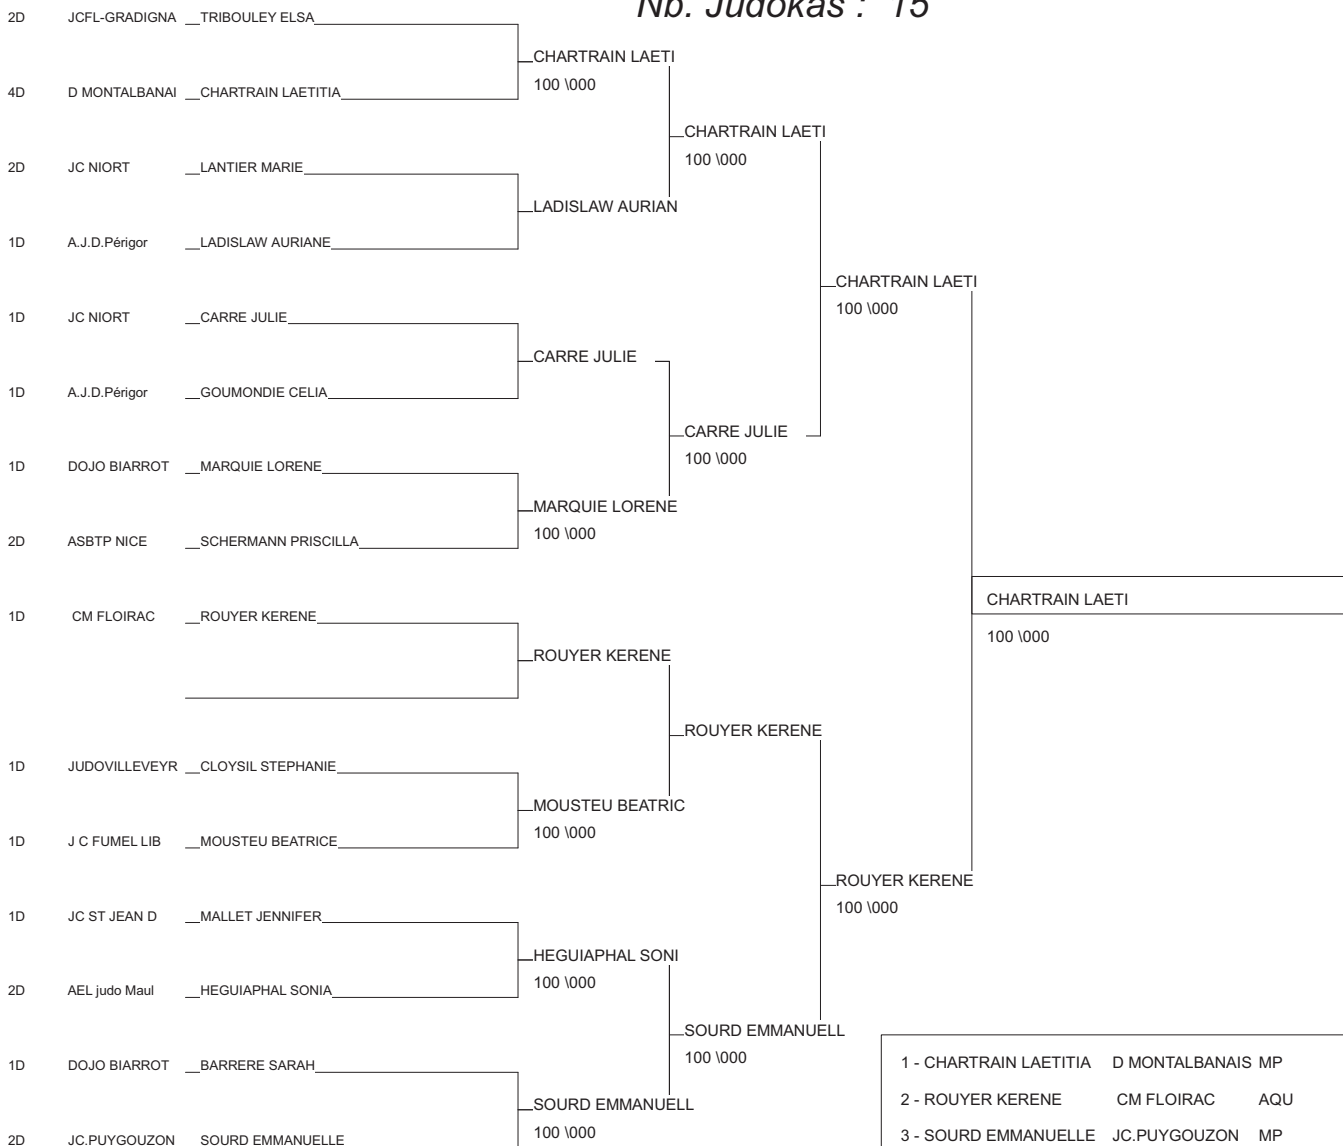 Nb. Judokas : 15
2D JCFL-GRADIGNA TRIBOULEY ELSA
CHARTRAIN LAETI
100 \000
4D D MONTALBANAI CHARTRAIN LAETITIA
CHARTRAIN LAETI
100 \000
2D JC NIORT LANTIER MARIE
LADISLAW AURIAN
1D A.J.D.Périgor LADISLAW AURIANE
CHARTRAIN LAETI
100 \000
1D JC NIORT CARRE JULIE
CARRE JULIE
1D A.J.D.Périgor GOUMONDIE CELIA
CARRE JULIE
100 \000
1D DOJO BIARROT MARQUIE LORENE
MARQUIE LORENE
100 \000
2D ASBTP NICE SCHERMANN PRISCILLA
CHARTRAIN LAETI
100 \000
1D CM FLOIRAC ROUYER KERENE
ROUYER KERENE
ROUYER KERENE
1D JUDOVILLEVEYR CLOYSIL STEPHANIE
MOUSTEU BEATRIC
100 \000
1D J C FUMEL LIB MOUSTEU BEATRICE
ROUYER KERENE
100 \000
1D JC ST JEAN D MALLET JENNIFER
HEGUIAPHAL SONI
100 \000
2D AEL judo Maul HEGUIAPHAL SONIA
SOURD EMMANUELL
100 \000
1D DOJO BIARROT BARRERE SARAH
SOURD EMMANUELL
100 \000
2D JC.PUYGOUZON SOURD EMMANUELLE
1 - CHARTRAIN LAETITIA D MONTALBANAIS MP
2 - ROUYER KERENE CM FLOIRAC AQU
3 - SOURD EMMANUELLE JC.PUYGOUZON MP